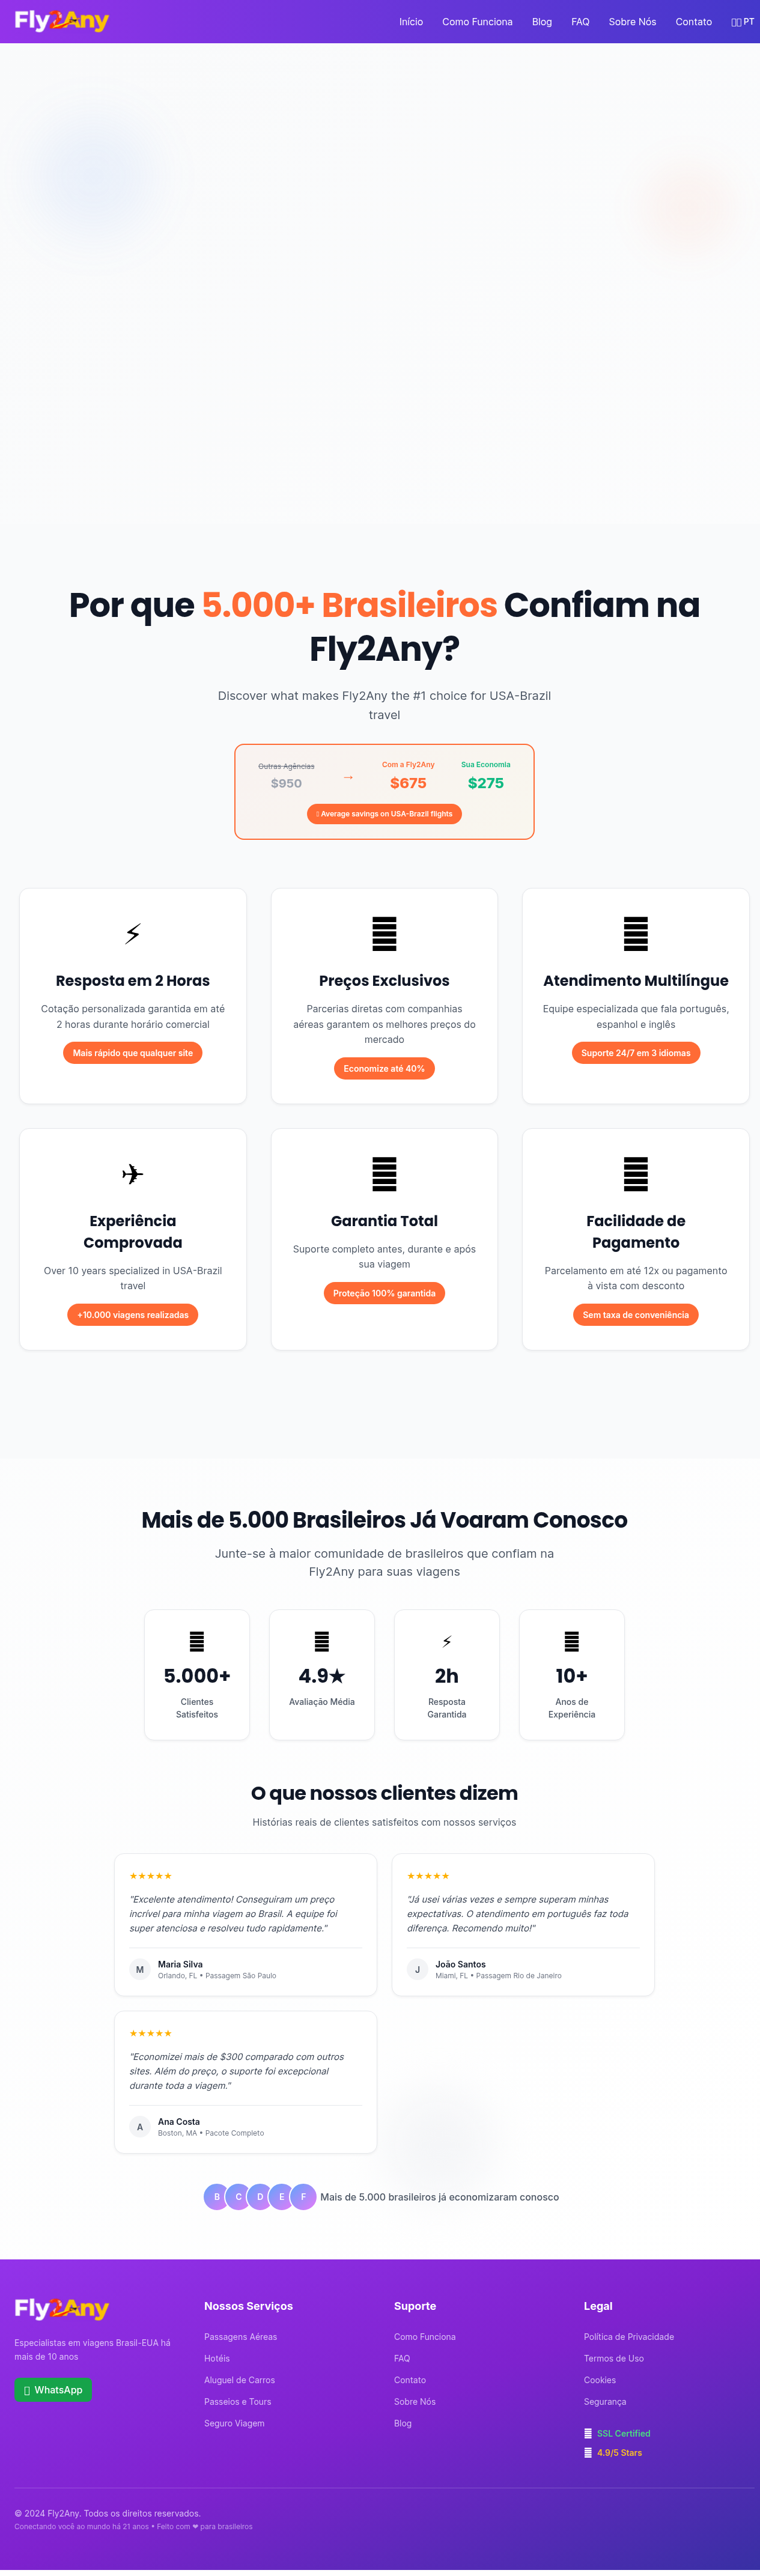 Fly2Any
Início Como Funciona Blog FAQ Sobre Nós Contato PT
Por que 5.000+ Brasileiros Confiam na
Fly2Any?
Discover what makes Fly2Any the #1 choice for USA-Brazil
travel
Outras Agências
$950
→
Com a Fly2Any
$675
Sua Economia
$275
Average savings on USA-Brazil flights
Resposta em 2 Horas
Cotação personalizada garantida em até
2 horas durante horário comercial
Mais rápido que qualquer site
Preços Exclusivos
Parcerias diretas com companhias
aéreas garantem os melhores preços do
mercado
Economize até 40%
Atendimento Multilíngue
Equipe especializada que fala português,
espanhol e inglês
Suporte 24/7 em 3 idiomas
Experiência
Comprovada
Over 10 years specialized in USA-Brazil
travel
+10.000 viagens realizadas
Garantia Total
Suporte completo antes, durante e após
sua viagem
Proteção 100% garantida
Facilidade de
Pagamento
Parcelamento em até 12x ou pagamento
à vista com desconto
Sem taxa de conveniência
Mais de 5.000 Brasileiros Já Voaram Conosco
Junte-se à maior comunidade de brasileiros que confiam na
Fly2Any para suas viagens
5.000+
Clientes
Satisfeitos
4.9★
Avaliação Média
2h
Resposta
Garantida
10+
Anos de
Experiência
O que nossos clientes dizem
Histórias reais de clientes satisfeitos com nossos serviços
★★★★★
"Excelente atendimento! Conseguiram um preço
incrível para minha viagem ao Brasil. A equipe foi
super atenciosa e resolveu tudo rapidamente."
M
Maria Silva
Orlando, FL • Passagem São Paulo
★★★★★
"Já usei várias vezes e sempre superam minhas
expectativas. O atendimento em português faz toda
diferença. Recomendo muito!"
J
João Santos
Miami, FL • Passagem Rio de Janeiro
★★★★★
"Economizei mais de $300 comparado com outros
sites. Além do preço, o suporte foi excepcional
durante toda a viagem."
A
Ana Costa
Boston, MA • Pacote Completo
B C D E F Mais de 5.000 brasileiros já economizaram conosco
Fly2Any
Especialistas em viagens Brasil-EUA há
mais de 10 anos
WhatsApp
Nossos Serviços
Passagens Aéreas
Hotéis
Aluguel de Carros
Passeios e Tours
Seguro Viagem
Suporte
Como Funciona
FAQ
Contato
Sobre Nós
Blog
Legal
Política de Privacidade
Termos de Uso
Cookies
Segurança
SSL Certified
4.9/5 Stars
© 2024 Fly2Any. Todos os direitos reservados.
Conectando você ao mundo há 21 anos • Feito com ❤ para brasileiros